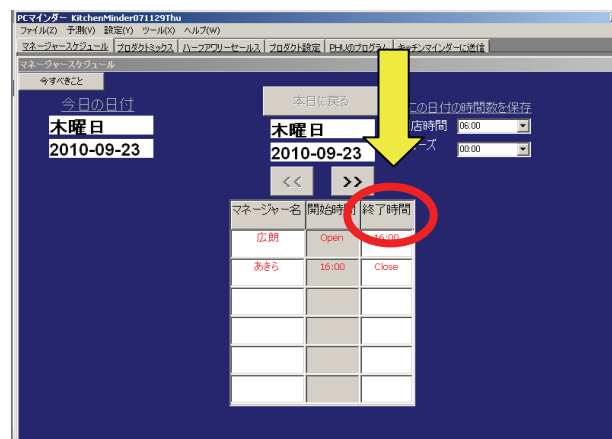 PCマインダー KitchenMinder071129Thu
ファイル(Z) 予測(V) 設定(Y) ツール(X) ヘルプ(W)
マネージャースケジュール プロダクトミックス ハーフアワリーセールス プロダクト設定 PHUのプログラム キッチンマインダーに送信
マネージャースケジュール
今すべきこと
今日の日付 本日に戻る この日付の時間数を保存
木曜日 木曜日 店時間 06:00
2010-09-23 2010-09-23 ーズ 00:00
<< >>
マネージャー名 開始時間 終了時間
広朗 Open 16:00
あきら 16:00 Close